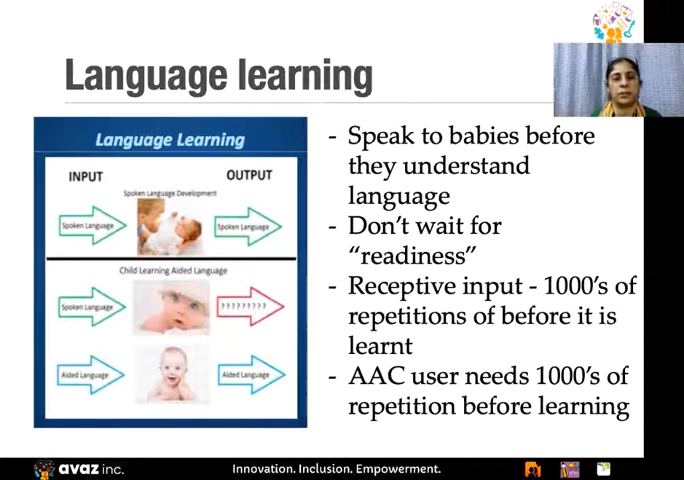 Language learning
Language Learning
INPUT
OUTPUT
Spoken Language Development
Spoken Language
Spoken Language
Child Learning Aided Language
Spoken Language
?????????
Aided Language
Aided Language
- Speak to babies before
they understand
language
- Don't wait for
"readiness"
- Receptive input - 1000's of
repetitions of before it is
learnt
- AAC user needs 1000's of
repetition before learning
avaz inc.
Innovation. Inclusion. Empowerment.